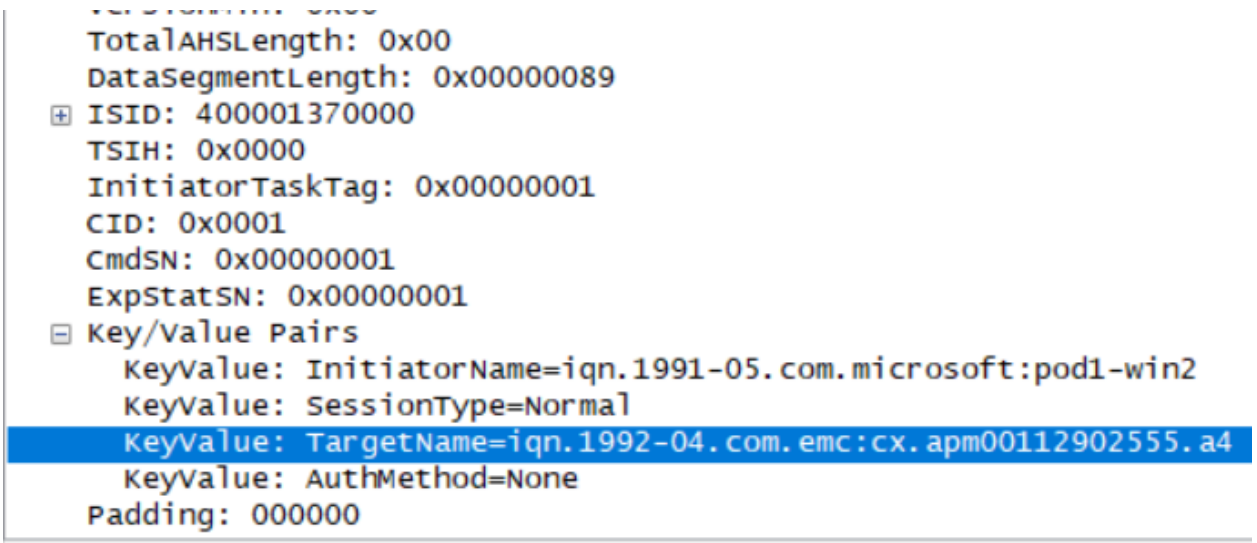 TotalAHSLength: 0x00
DataSegmentLength: 0x00000089
ISID: 400001370000
TSIH: 0x0000
InitiatorTaskTag: 0x00000001
CID: 0x0001
CmdSN: 0x00000001
ExpStatSN: 0x00000001
Key/Value Pairs
KeyValue: InitiatorName=iqn.1991-05.com.microsoft:pod1-win2
KeyValue: SessionType=Normal
KeyValue: TargetName=iqn.1992-04.com.emc:cx.apm00112902555.a4
KeyValue: AuthMethod=None
Padding: 000000